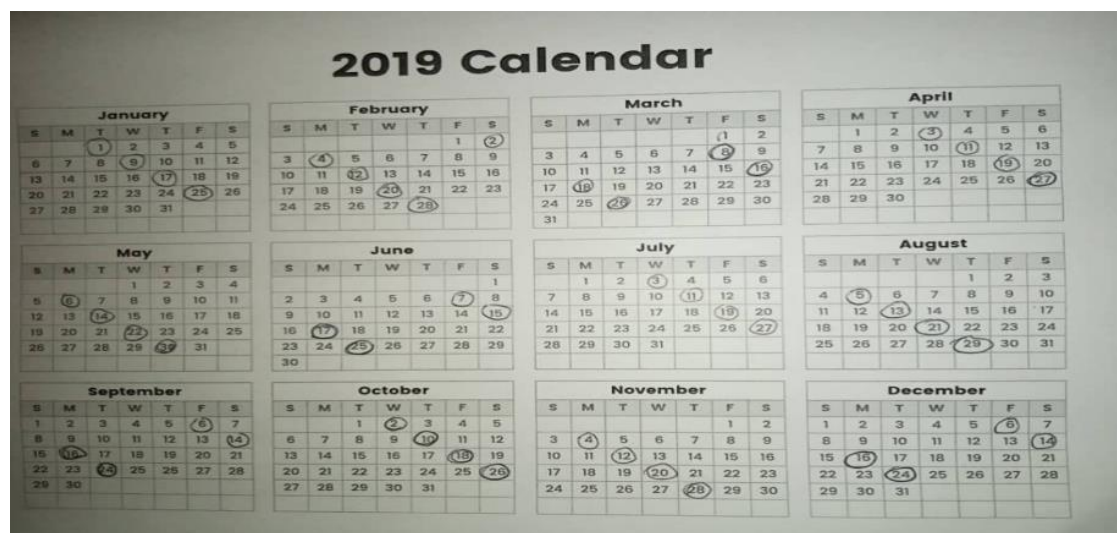 2019 Calendar
January
S M T W T F S
1 2 3 4 5
6 7 8 9 10 11 12
13 14 15 16 17 18 19
20 21 22 23 24 25 26
27 28 29 30 31
February
S M T W T F S
1 2
3 4 5 6 7 8 9
10 11 12 13 14 15 16
17 18 19 20 21 22 23
24 25 26 27 28
March
S M T W T F S
1 2
3 4 5 6 7 8 9
10 11 12 13 14 15 16
17 18 19 20 21 22 23
24 25 26 27 28 29 30
31
April
S M T W T F S
1 2 3 4 5 6
7 8 9 10 11 12 13
14 15 16 17 18 19 20
21 22 23 24 25 26 27
28 29 30
May
S M T W T F S
1 2 3 4
5 6 7 8 9 10 11
12 13 14 15 16 17 18
19 20 21 22 23 24 25
26 27 28 29 30 31
June
S M T W T F S
1
2 3 4 5 6 7 8
9 10 11 12 13 14 15
16 17 18 19 20 21 22
23 24 25 26 27 28 29
30
July
S M T W T F S
1 2 3 4 5 6
7 8 9 10 11 12 13
14 15 16 17 18 19 20
21 22 23 24 25 26 27
28 29 30 31
August
S M T W T F S
1 2 3
4 5 6 7 8 9 10
11 12 13 14 15 16 17
18 19 20 21 22 23 24
25 26 27 28 29 30 31
September
S M T W T F S
1 2 3 4 5 6 7
8 9 10 11 12 13 14
15 16 17 18 19 20 21
22 23 24 25 26 27 28
29 30
October
S M T W T F S
1 2 3 4 5
6 7 8 9 10 11 12
13 14 15 16 17 18 19
20 21 22 23 24 25 26
27 28 29 30 31
November
S M T W T F S
1 2
3 4 5 6 7 8 9
10 11 12 13 14 15 16
17 18 19 20 21 22 23
24 25 26 27 28 29 30
December
S M T W T F S
1 2 3 4 5 6 7
8 9 10 11 12 13 14
15 16 17 18 19 20 21
22 23 24 25 26 27 28
29 30 31